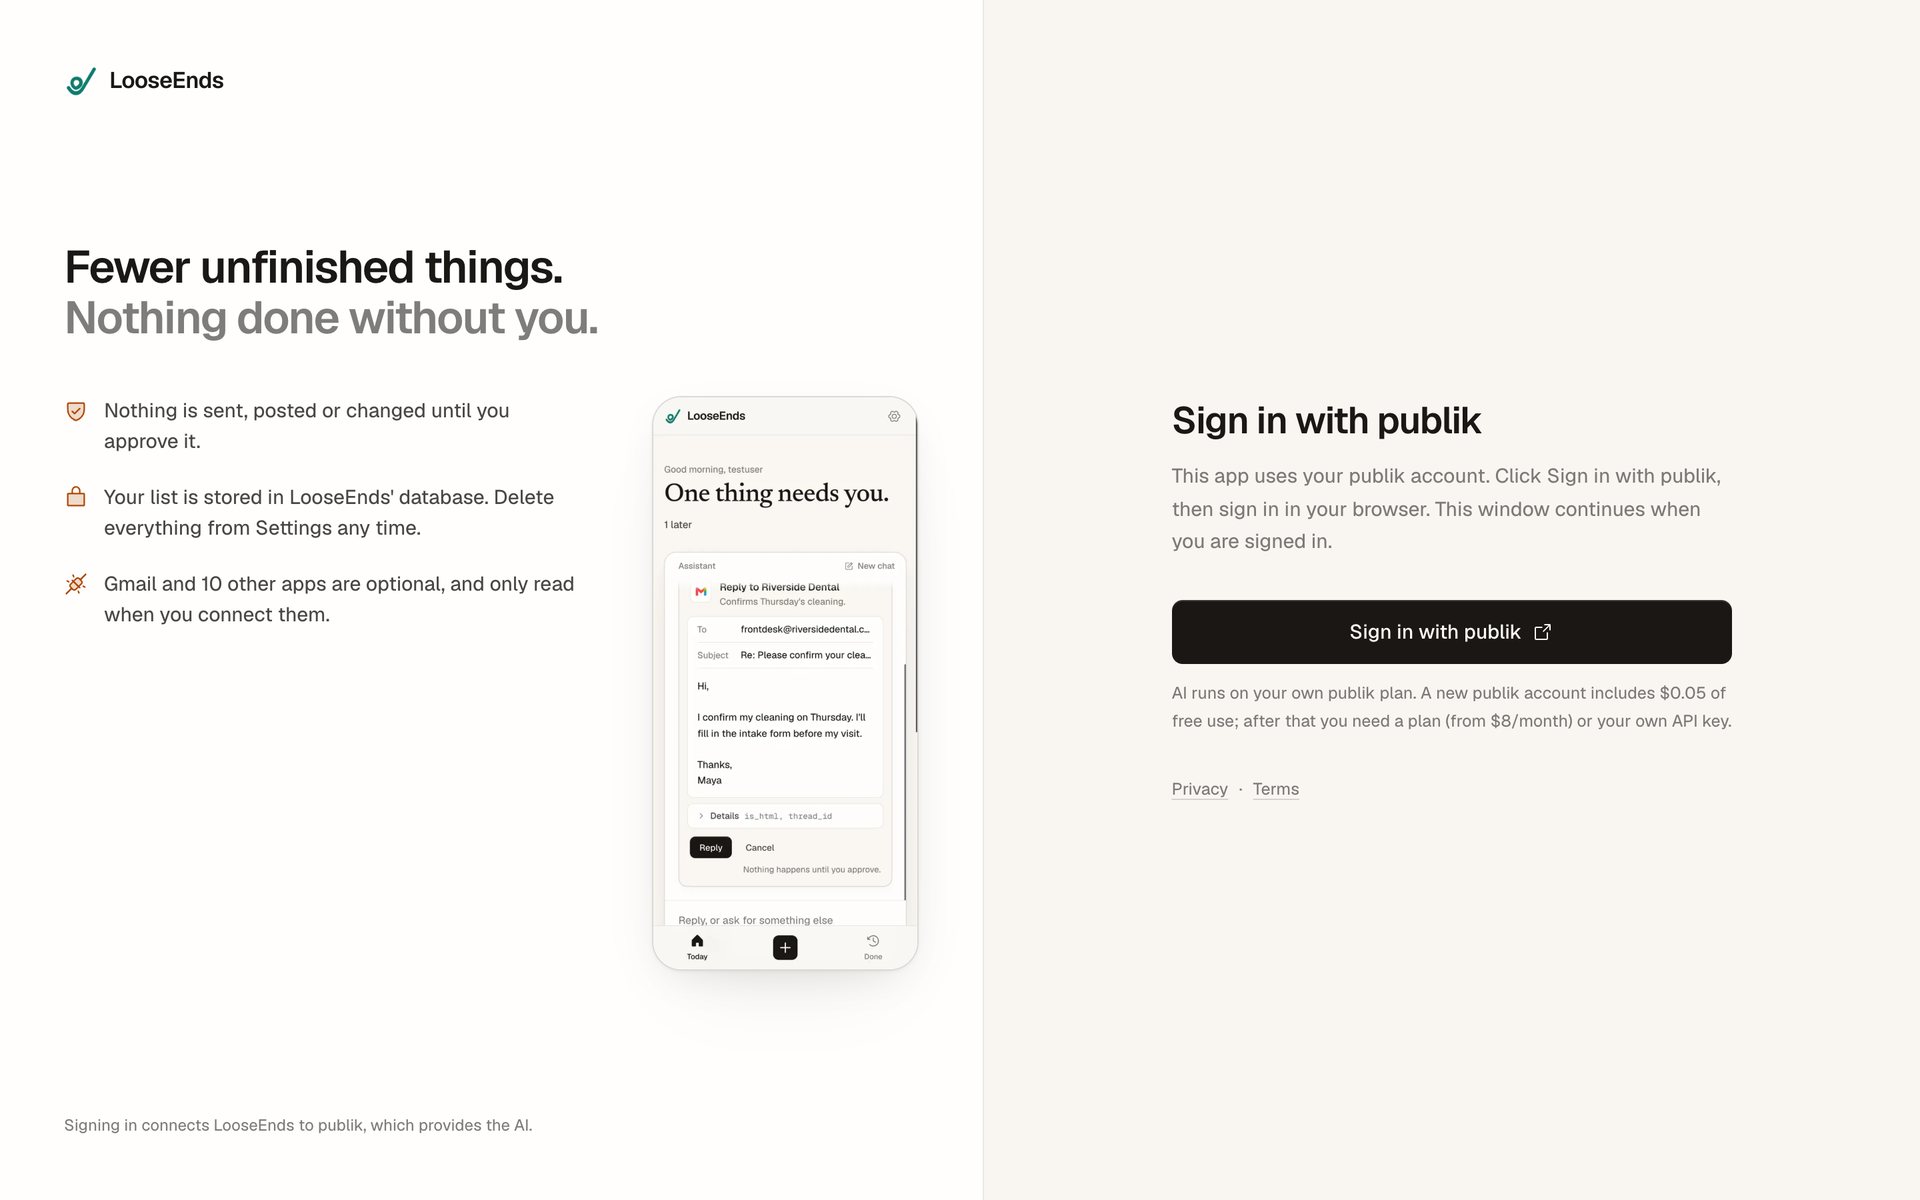 LooseEnds
Fewer unfinished things.
Nothing done without you.
Nothing is sent, posted or changed until you
approve it.
Your list is stored in LooseEnds' database. Delete
everything from Settings any time.
Gmail and 10 other apps are optional, and only read
when you connect them.
LooseEnds
Good morning, testuser
One thing needs you.
1 later
Assistant
New chat
Reply to Riverside Dental
Confirms Thursday's cleaning.
To frontdesk@riversidedental.c...
Subject Re: Please confirm your clea...
Hi,
I confirm my cleaning on Thursday. I'll
fill in the intake form before my visit.
Thanks,
Maya
Details is_html, thread_id
Reply Cancel
Nothing happens until you approve.
Reply, or ask for something else
Today Done
Signing in connects LooseEnds to publik, which provides the AI.
Sign in with publik
This app uses your publik account. Click Sign in with publik,
then sign in in your browser. This window continues when
you are signed in.
Sign in with publik
AI runs on your own publik plan. A new publik account includes $0.05 of
free use; after that you need a plan (from $8/month) or your own API key.
Privacy · Terms